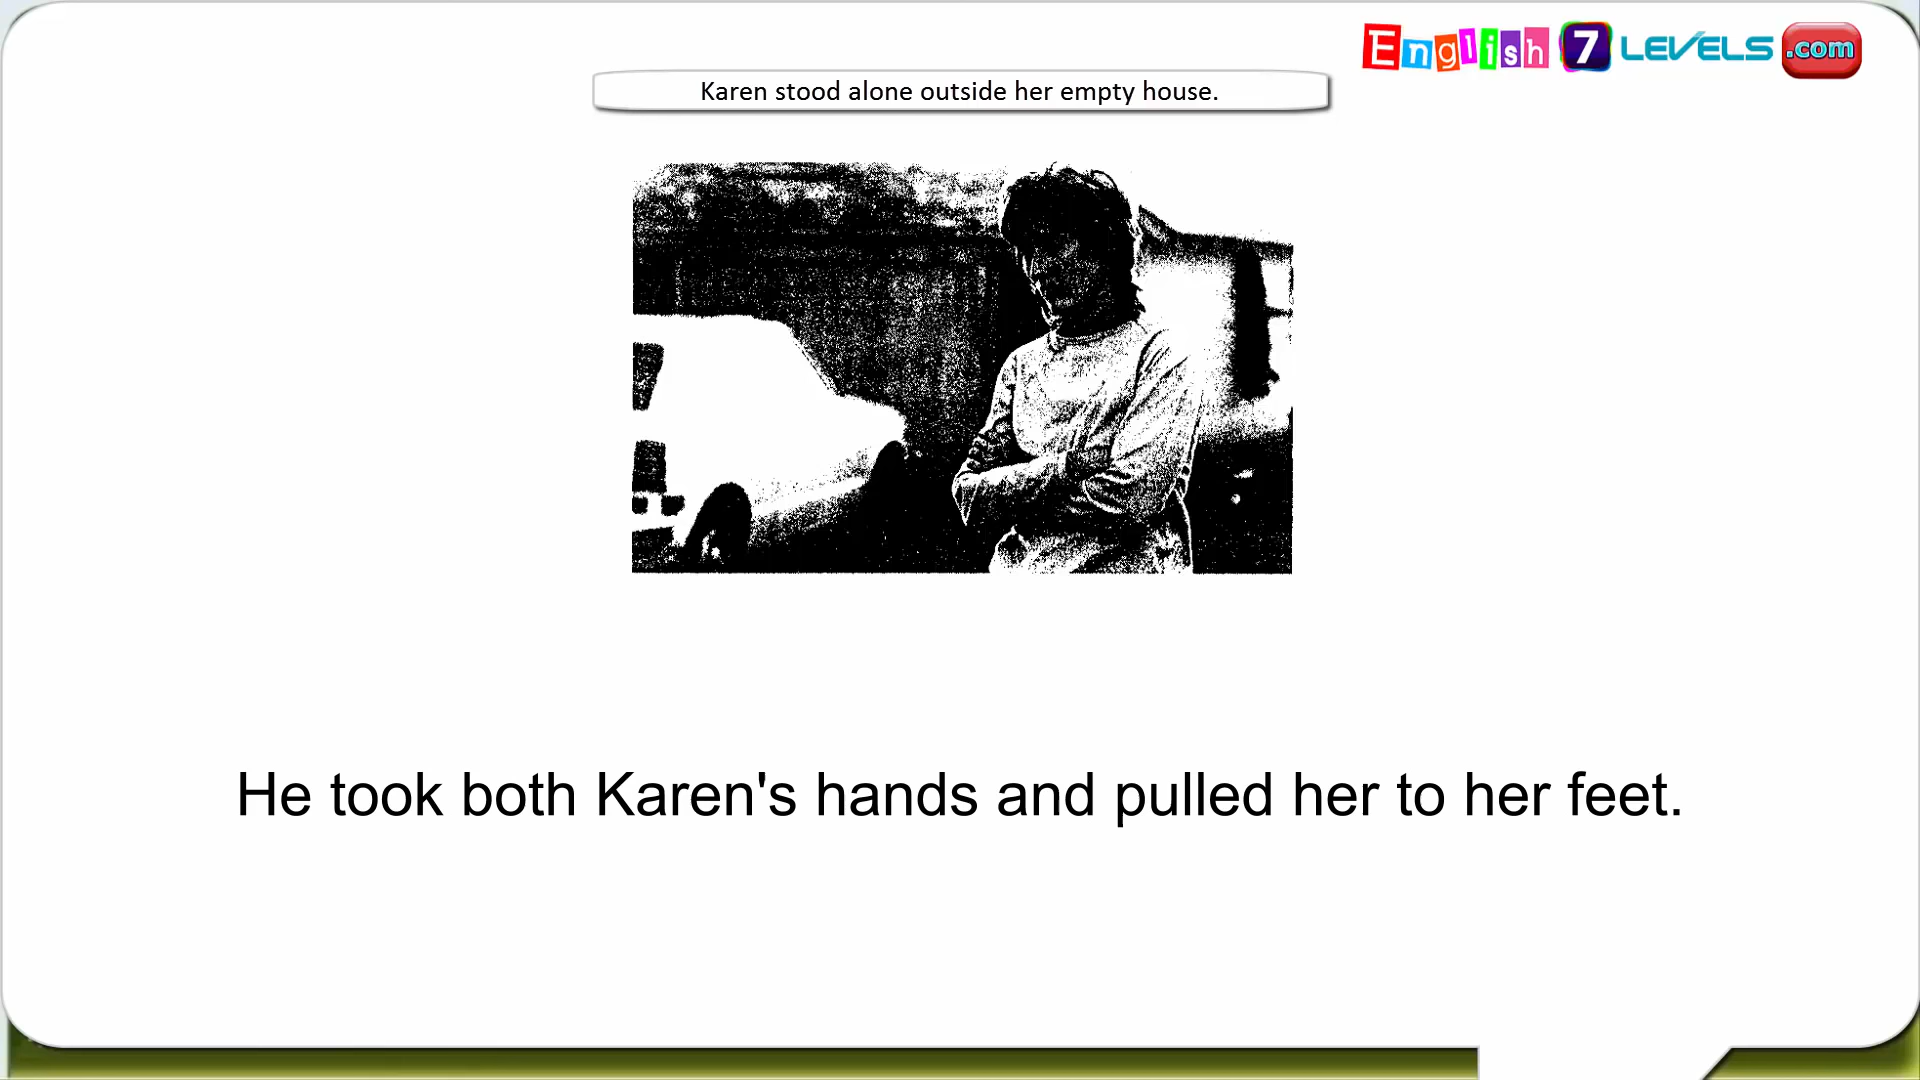 English 7 LEVELS .com
Karen stood alone outside her empty house.
He took both Karen's hands and pulled her to her feet.